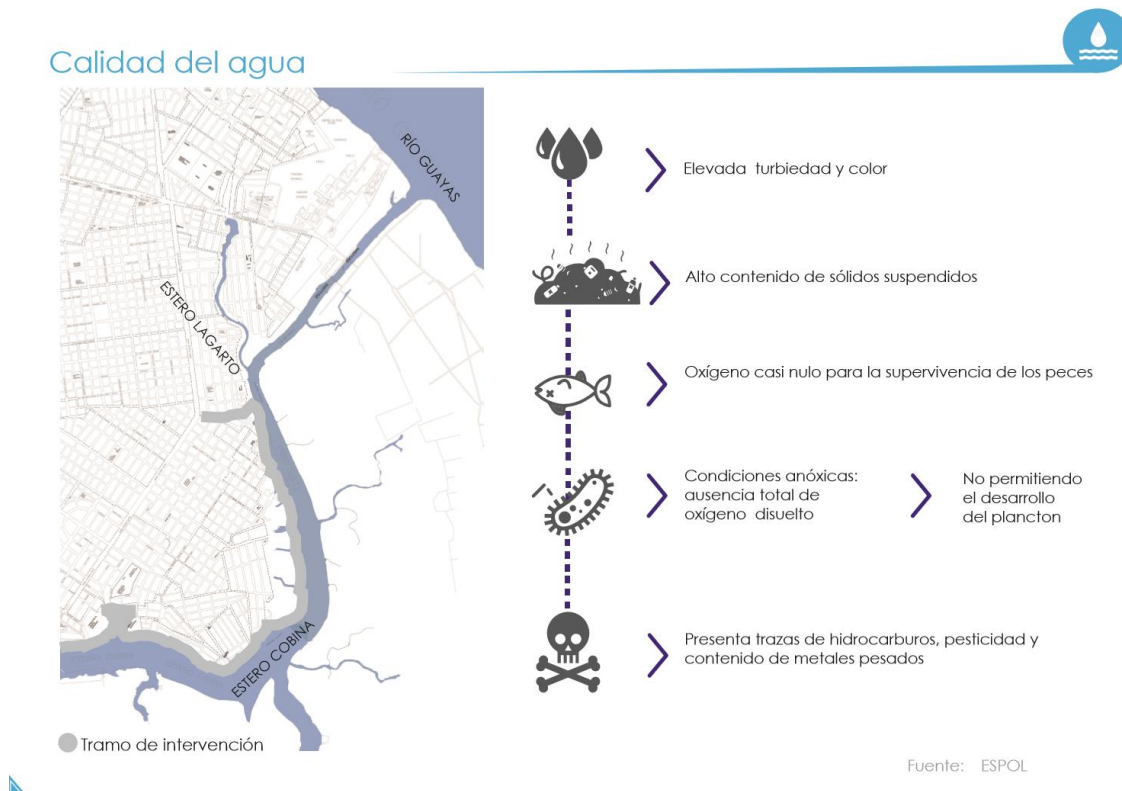 Calidad del agua
RÍO GUAYAS
ESTERO LAGARTO
ESTERO COBINA
Tramo de intervención
Elevada turbiedad y color
Alto contenido de sólidos suspendidos
Oxígeno casi nulo para la supervivencia de los peces
Condiciones anóxicas:
ausencia total de
oxígeno disuelto
No permitiendo
el desarrollo
del plancton
Presenta trazas de hidrocarburos, pesticidad y
contenido de metales pesados
Fuente: ESPOL